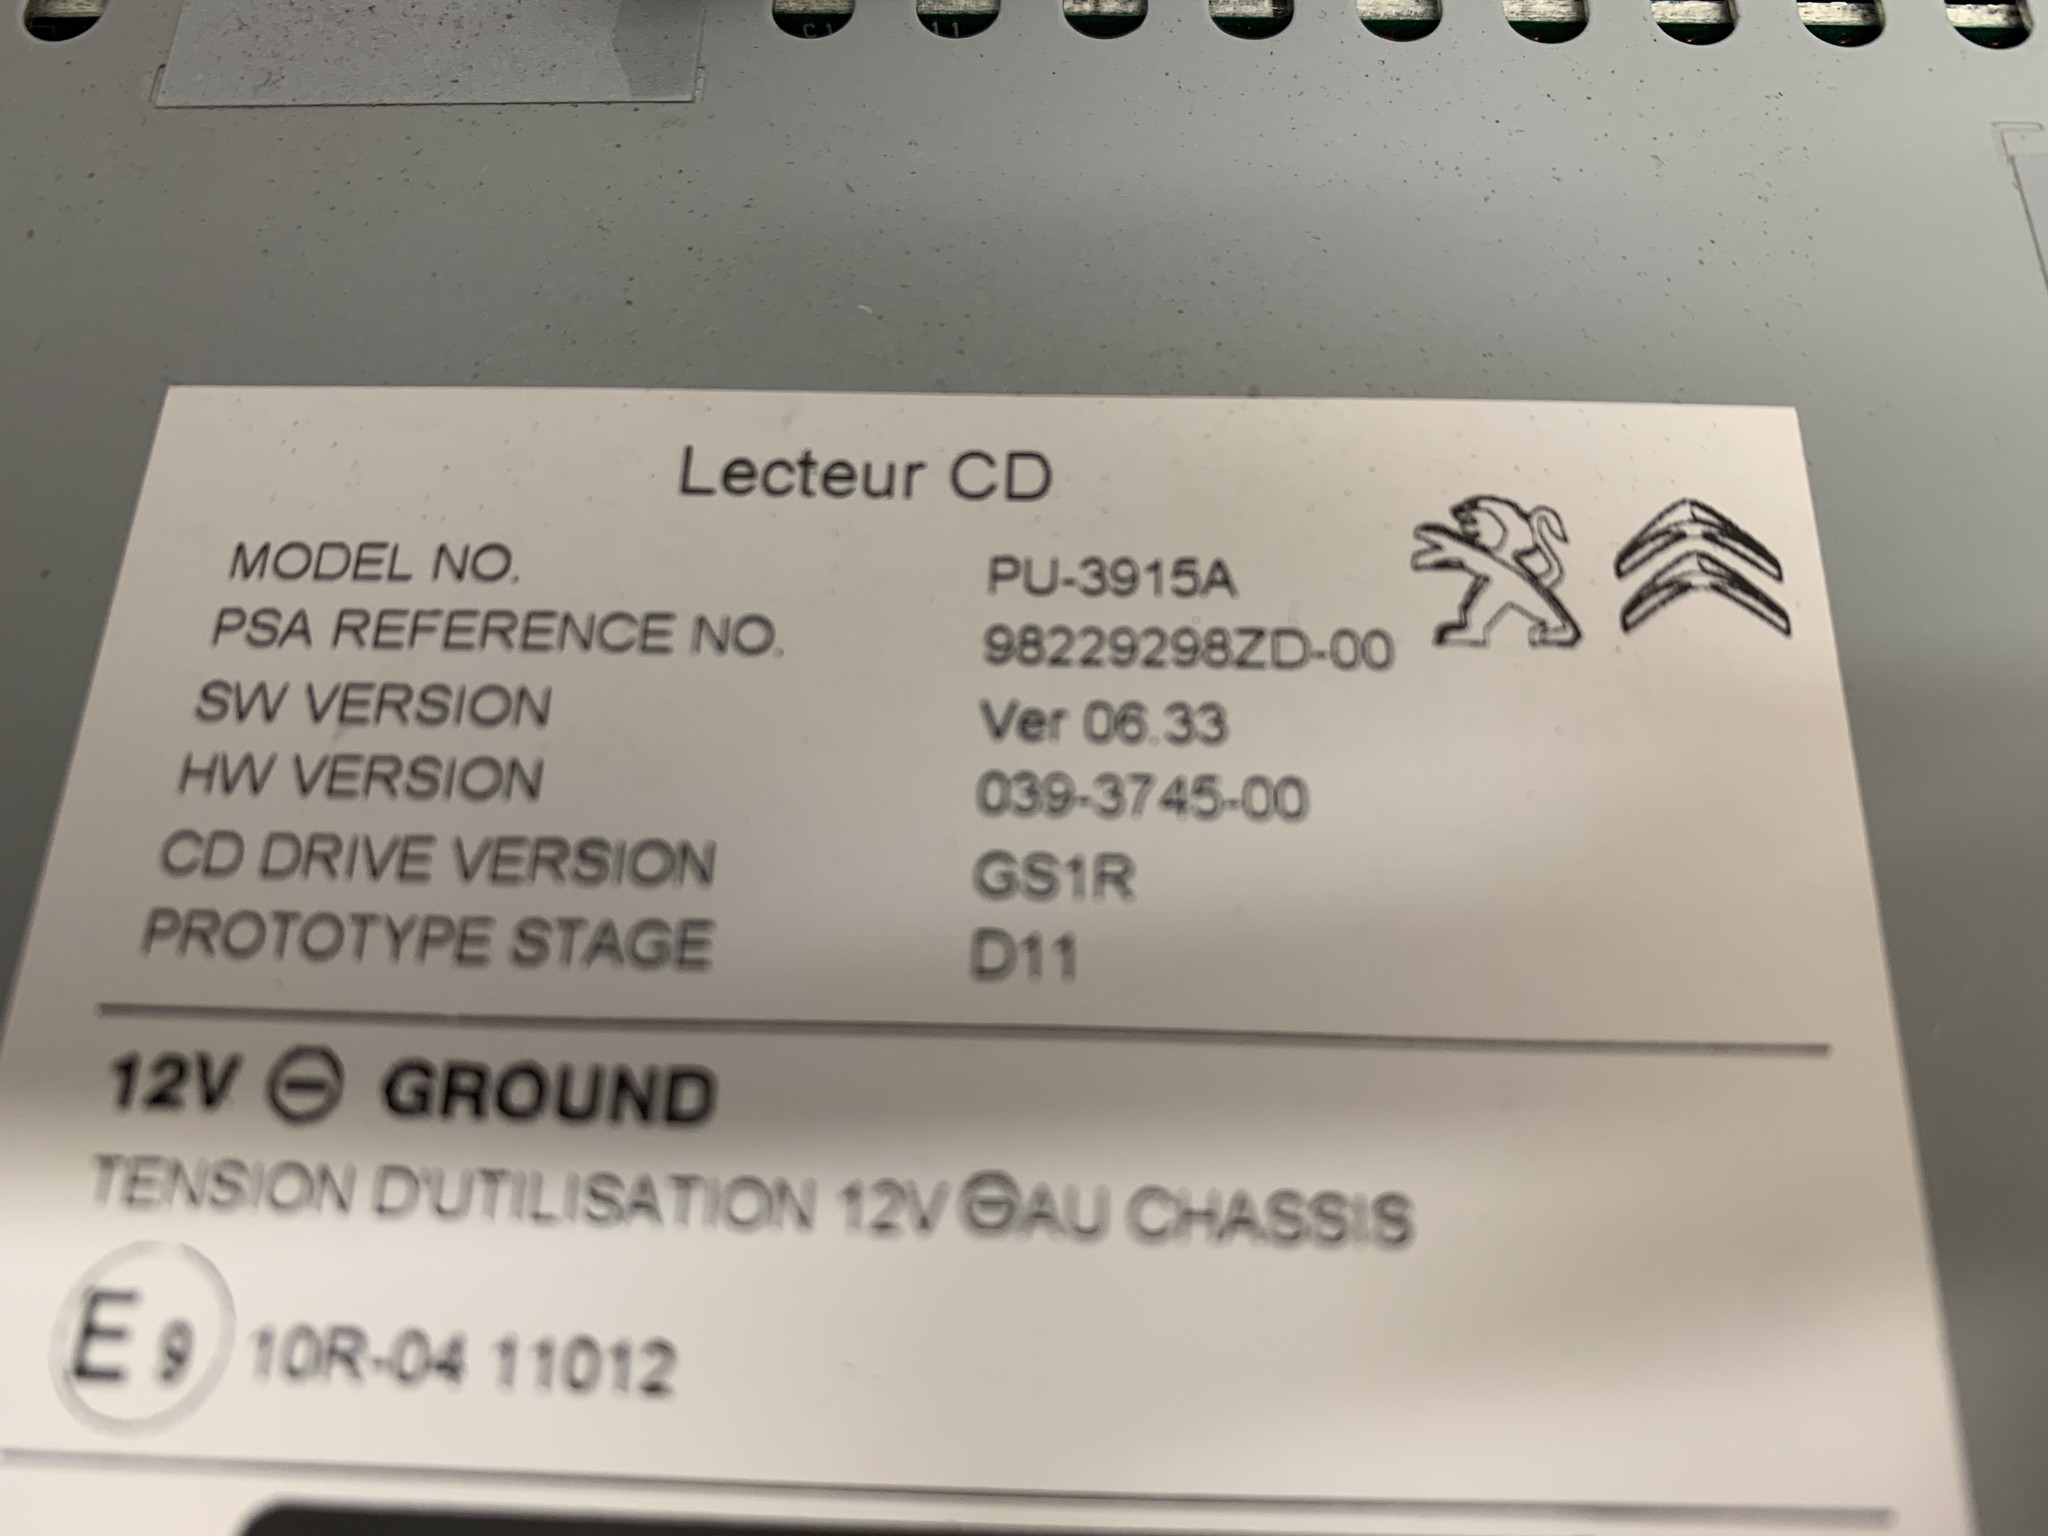 Lecteur CD
MODEL NO. PU-3915A
PSA REFERENCE NO. 98229298ZD-00
SW VERSION Ver 06.33
HW VERSION 039-3745-00
CD DRIVE VERSION GS1R
PROTOTYPE STAGE D11
12V ⊖ GROUND
TENSION D'UTILISATION 12V ⊖ AU CHASSIS
E9 10R-04 11012